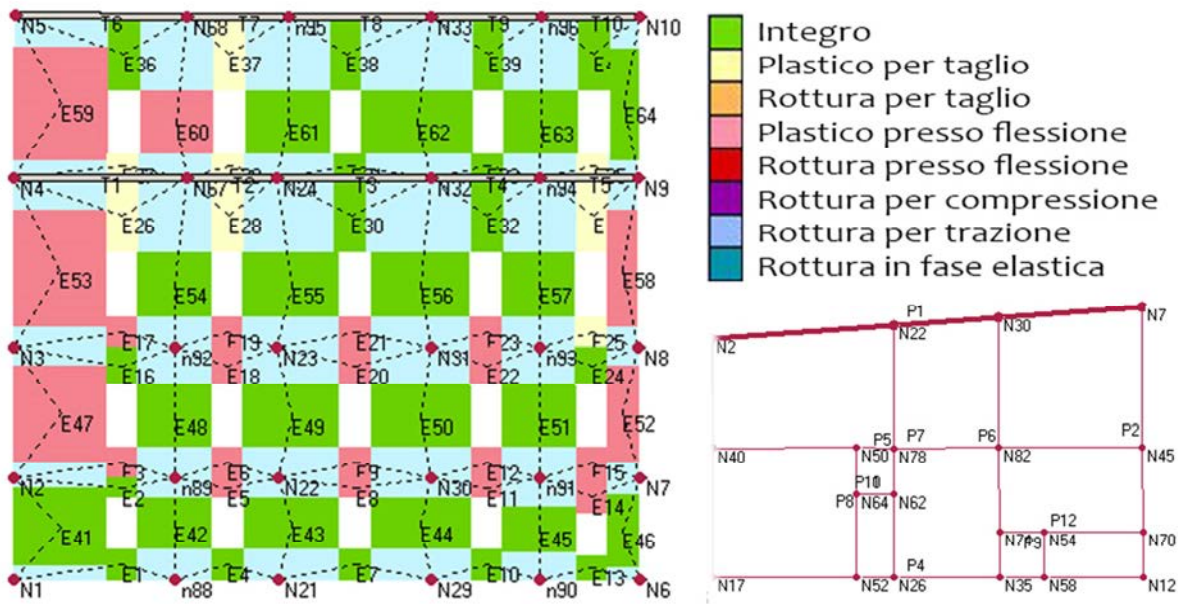 N5 T6 N68 T7 n95 T8 N33 T9 n96 T10 N10
E36 E37 E38 E39
E59 E60 E61 E62 E63 E64
N4 T1 N67 T2 N24 T3 N32 T4 n94 T5 N9
E26 E28 E30 E32
E53 E54 E55 E56 E57 E58
E17 F19 E21 F23 F25
N3 n92 N23 N31 n93 N8
E16 E18 E20 E22 E24
E47 E48 E49 E50 E51 E52
F3 E6 F9 E12 F15
N2 n89 N22 N30 n91 N7
E2 E5 E8 E11 E14
E41 E42 E43 E44 E45 E46
E1 E4 E7 E10 E13
N1 n88 N21 N29 n90 N6
Integro
Plastico per taglio
Rottura per taglio
Plastico presso flessione
Rottura presso flessione
Rottura per compressione
Rottura per trazione
Rottura in fase elastica
P1 N7
N2 N22 N30
P5 P7 P6 P2
N40 N50 N78 N82 N45
P8 N64 N62
P12
N54 N70
P4
N17 N52 N26 N35 N58 N12